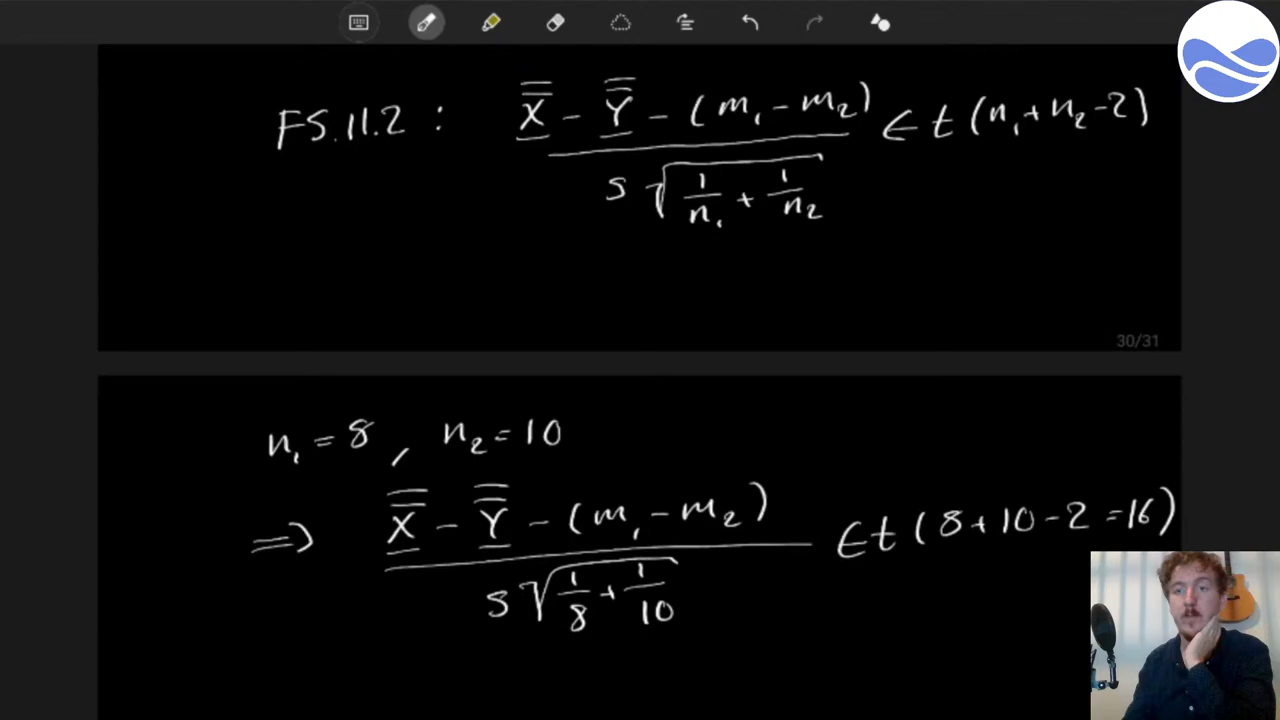 FS.11.2 : (X̿ - Y̿ - (m₁ - m₂)) / (s √(1/n₁ + 1/n₂)) ∈ t(n₁ + n₂ - 2)
30/31
n₁ = 8 , n₂ = 10
⇒ (X̿ - Y̿ - (m₁ - m₂)) / (s √(1/8 + 1/10)) ∈ t(8 + 10 - 2 = 16)